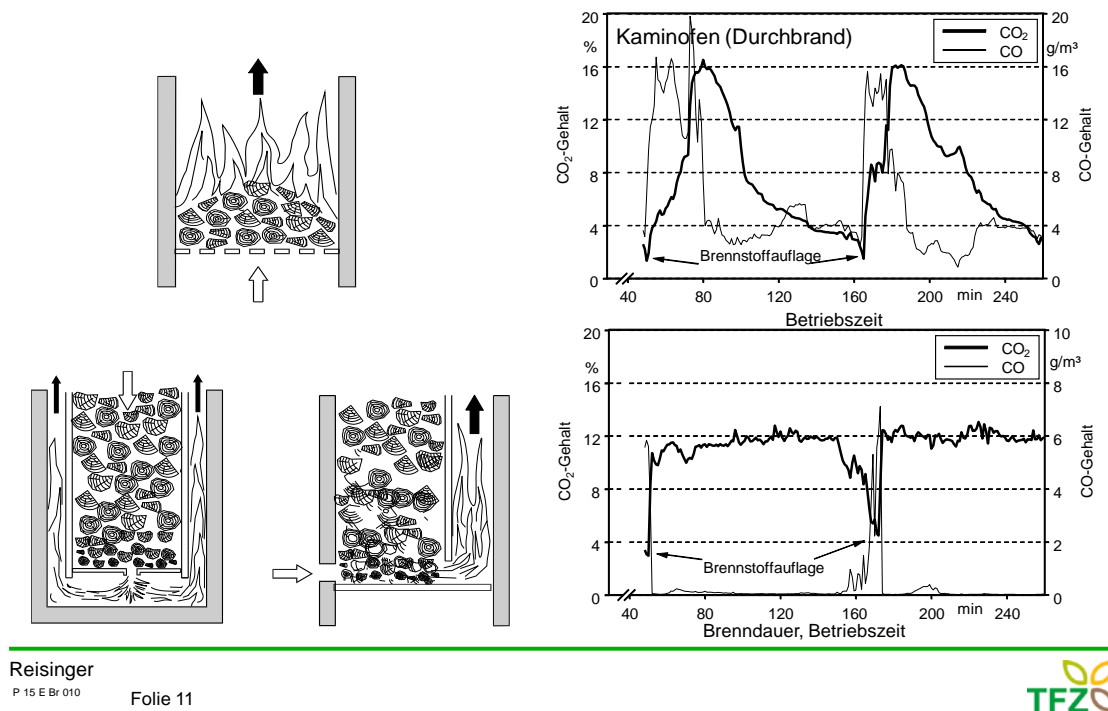 Kaminofen (Durchbrand)
20
%
16
12
8
4
0
CO₂-Gehalt
CO₂
CO
20
g/m³
16
12
8
4
0
CO-Gehalt
Brennstoffauflage
40
80
120
160
200
min
240
Betriebszeit
20
%
16
12
8
4
0
CO₂-Gehalt
CO₂
CO
10
g/m³
8
6
4
2
0
CO-Gehalt
Brennstoffauflage
40
80
120
160
200
min
240
Brenndauer, Betriebszeit
Reisinger
P 15 E Br 010
Folie 11
TFZ